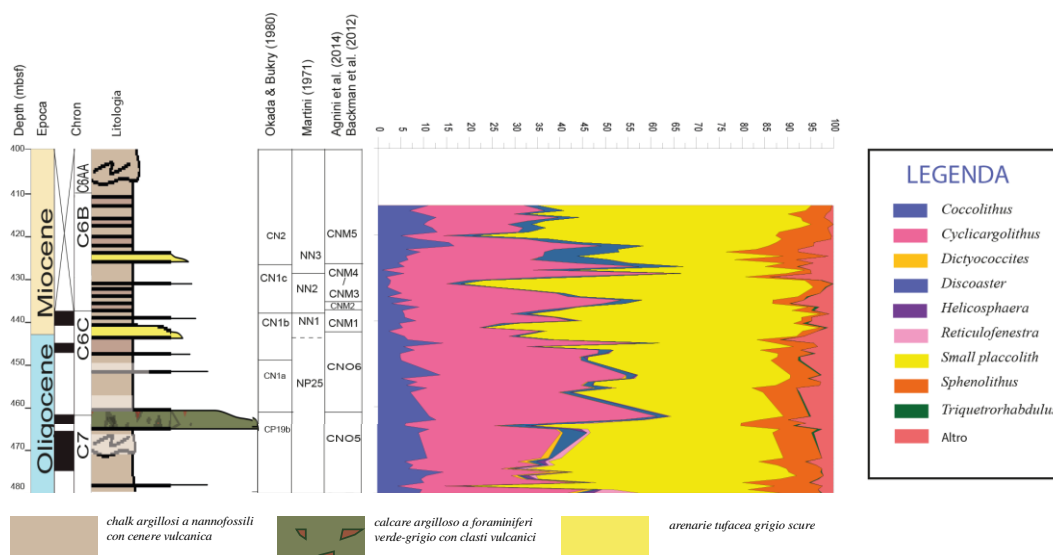 Depth (mbsf)
Epoca
Chron
Litologia
Okada & Bukry (1980)
Martini (1971)
Agnini et al. (2014)
Backman et al. (2012)
0
5
10
15
20
25
30
35
40
45
50
55
60
65
70
75
80
85
90
95
100
400
410
420
430
440
450
460
470
480
Miocene
Oligocene
C6AA
C6B
C6C
C7
CN2
CN1c
CN1b
CN1a
CP19b
NN3
NN2
NN1
NP25
CNM5
CNM4
/
CNM3
CNM2
CNM1
CNO6
CNO5
LEGENDA
Coccolithus
Cyclicargolithus
Dictyococcites
Discoaster
Helicosphaera
Reticulofenestra
Small placcolith
Sphenolithus
Triquetrorhabdulus
Altro
chalk argillosi a nannofossili
con cenere vulcanica
calcare argilloso a foraminiferi
verde-grigio con clasti vulcanici
arenarie tufacea grigio scure